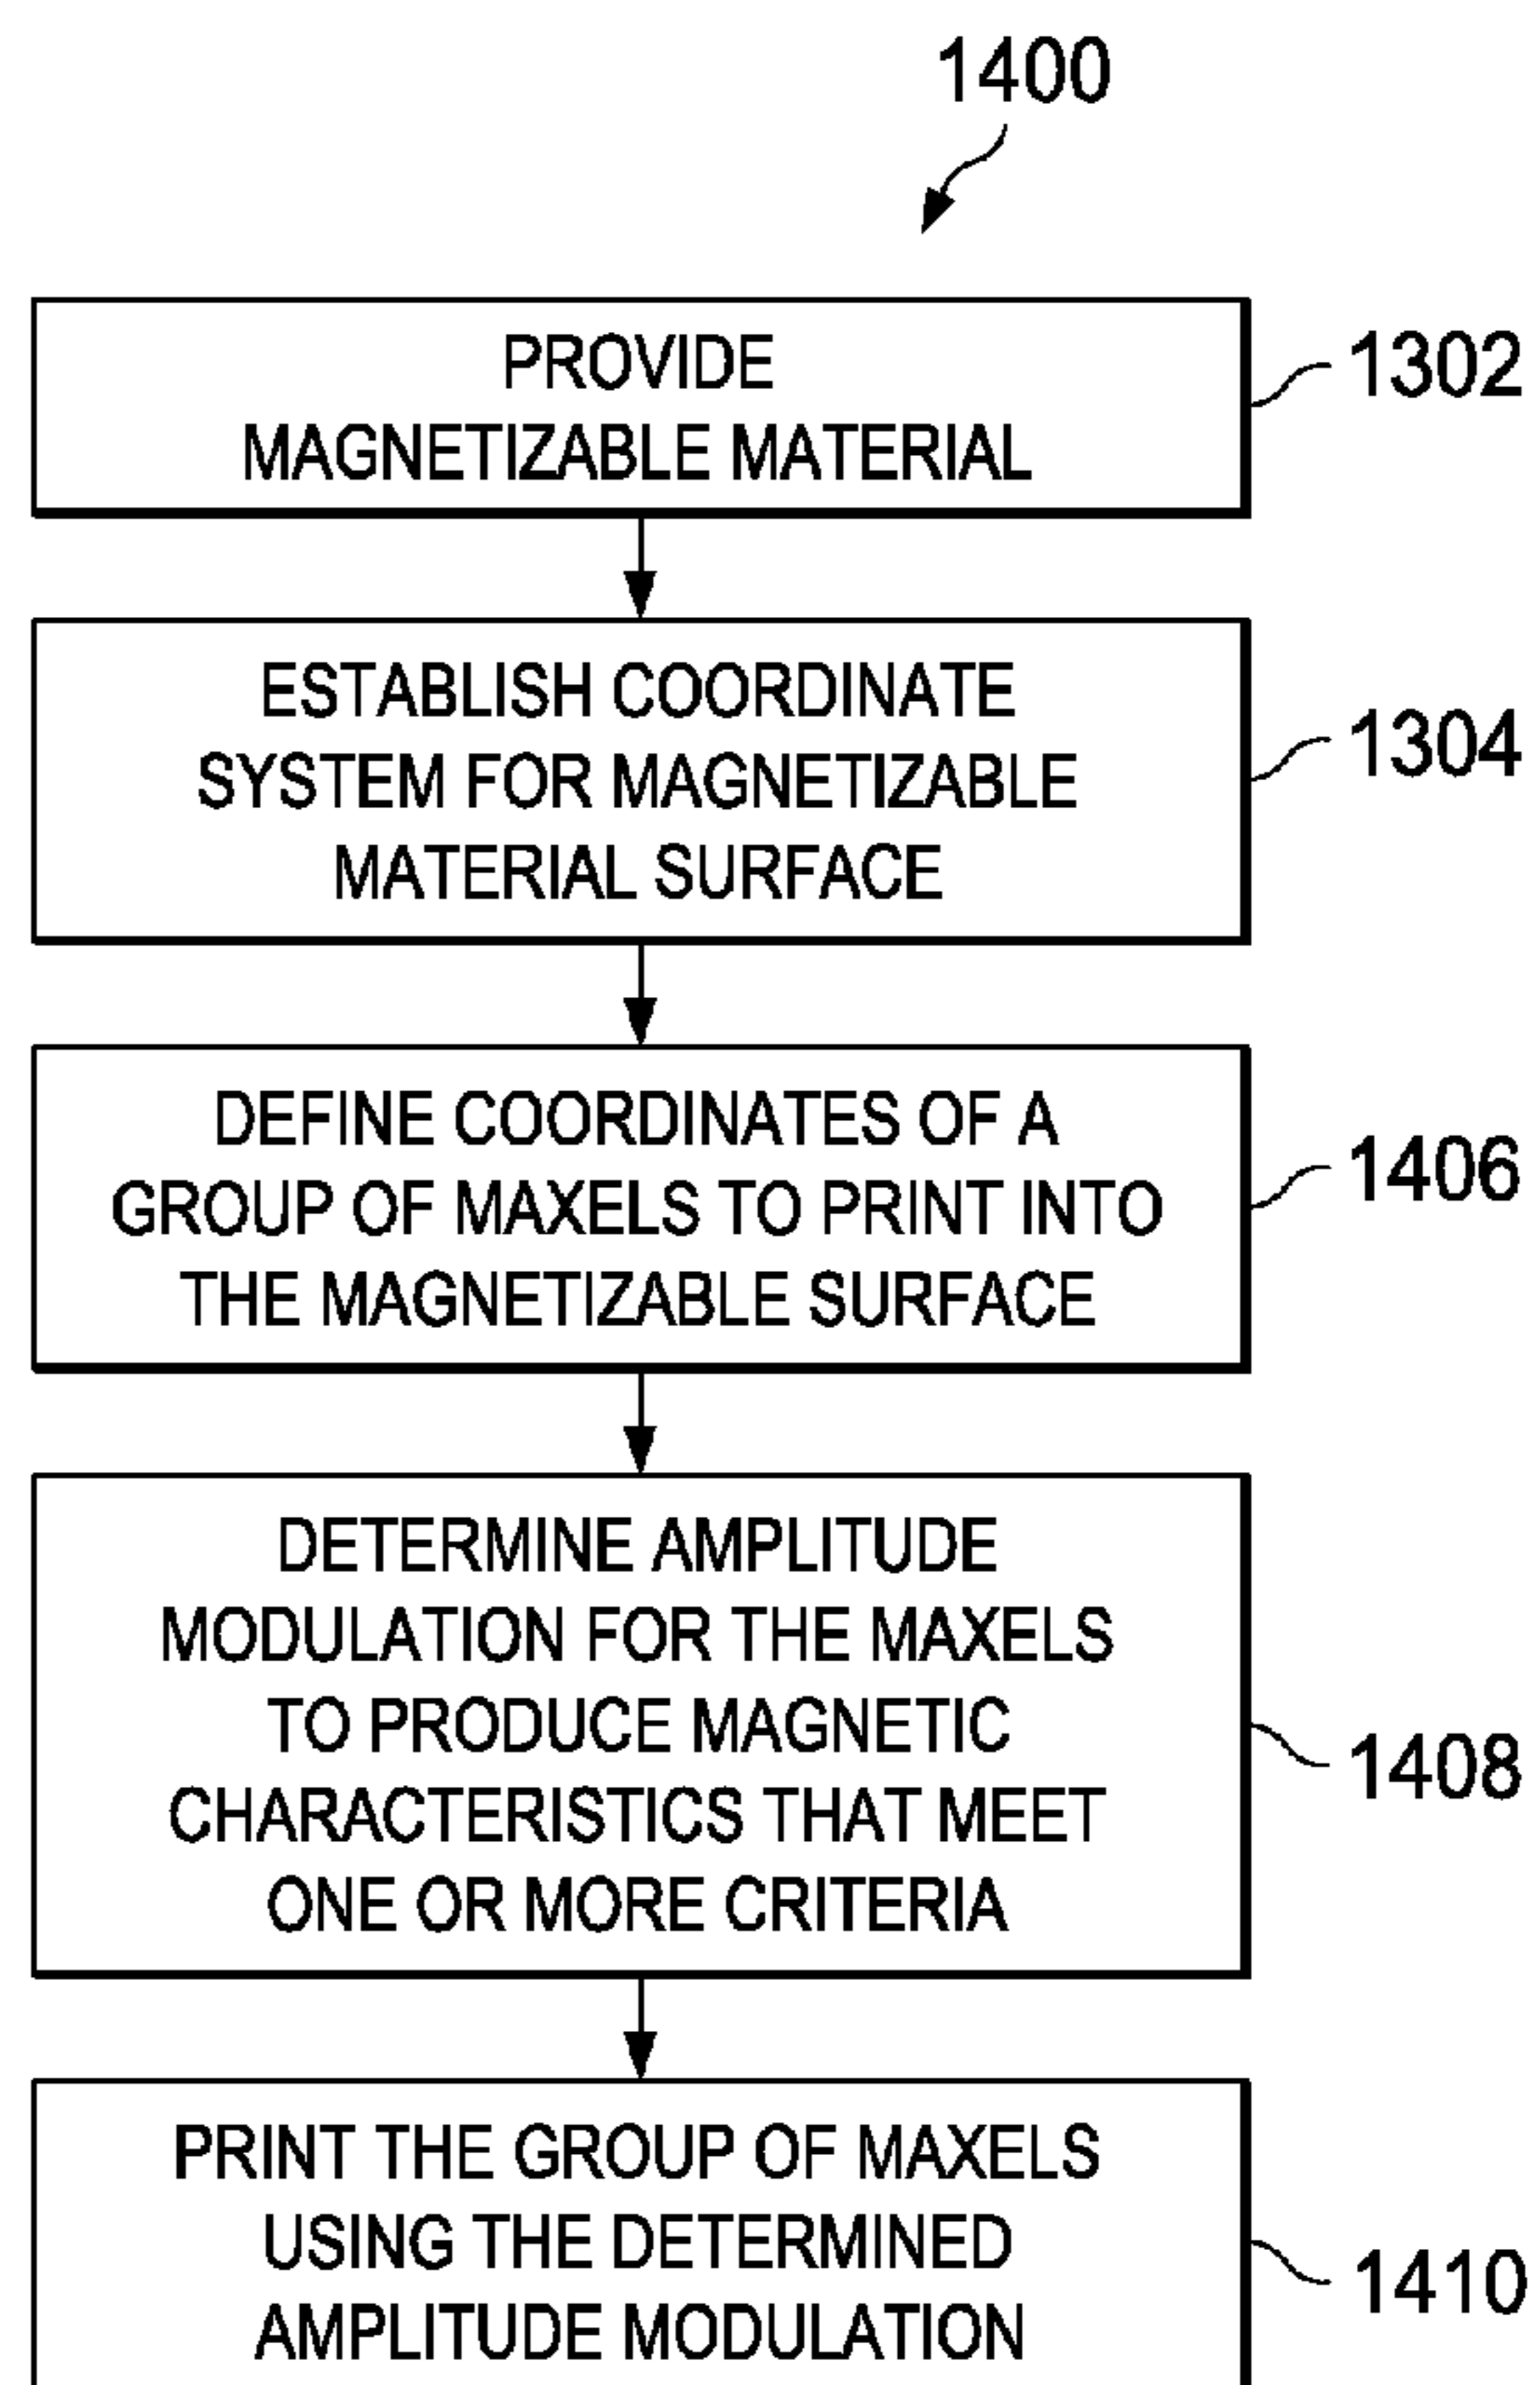 1400
PROVIDE
MAGNETIZABLE MATERIAL
1302
ESTABLISH COORDINATE
SYSTEM FOR MAGNETIZABLE
MATERIAL SURFACE
1304
DEFINE COORDINATES OF A
GROUP OF MAXELS TO PRINT INTO
THE MAGNETIZABLE SURFACE
1406
DETERMINE AMPLITUDE
MODULATION FOR THE MAXELS
TO PRODUCE MAGNETIC
CHARACTERISTICS THAT MEET
ONE OR MORE CRITERIA
1408
PRINT THE GROUP OF MAXELS
USING THE DETERMINED
AMPLITUDE MODULATION
1410